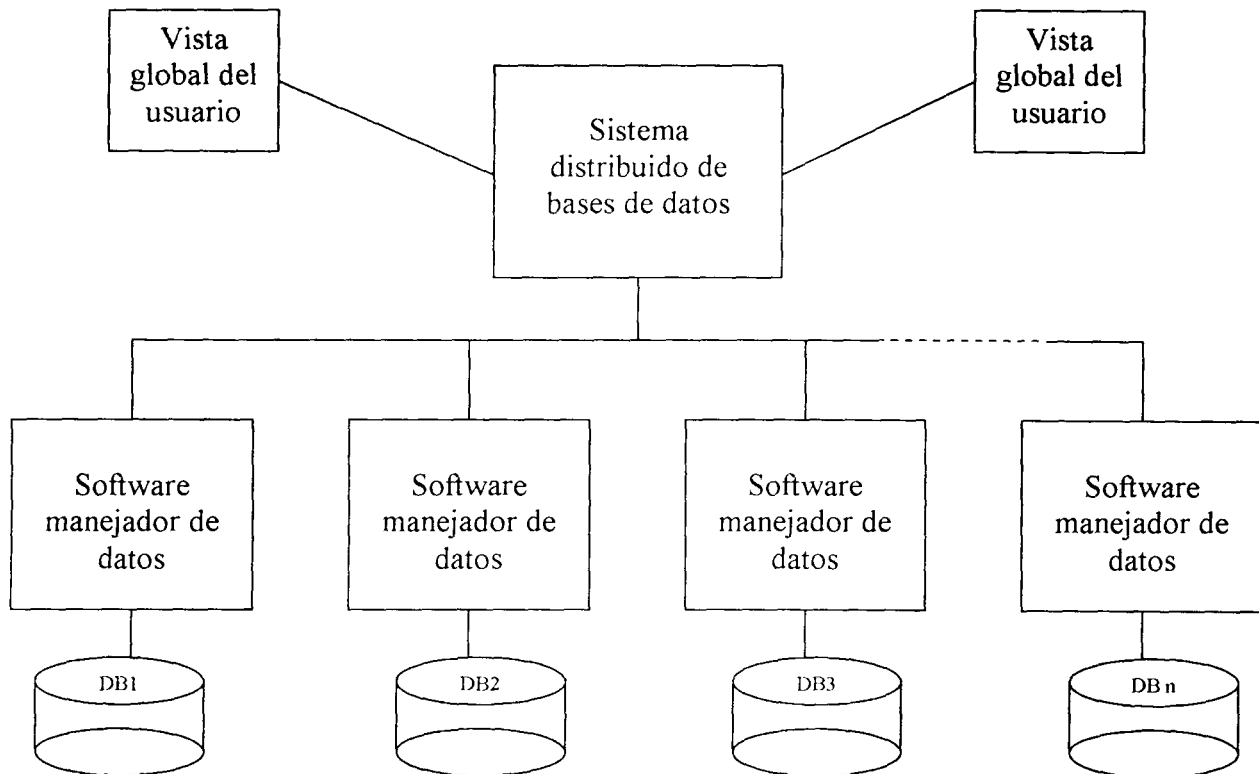 Vista
global del
usuario
Sistema
distribuido de
bases de datos
Vista
global del
usuario
Software
manejador de
datos
Software
manejador de
datos
Software
manejador de
datos
Software
manejador de
datos
DB1
DB2
DB3
DB n